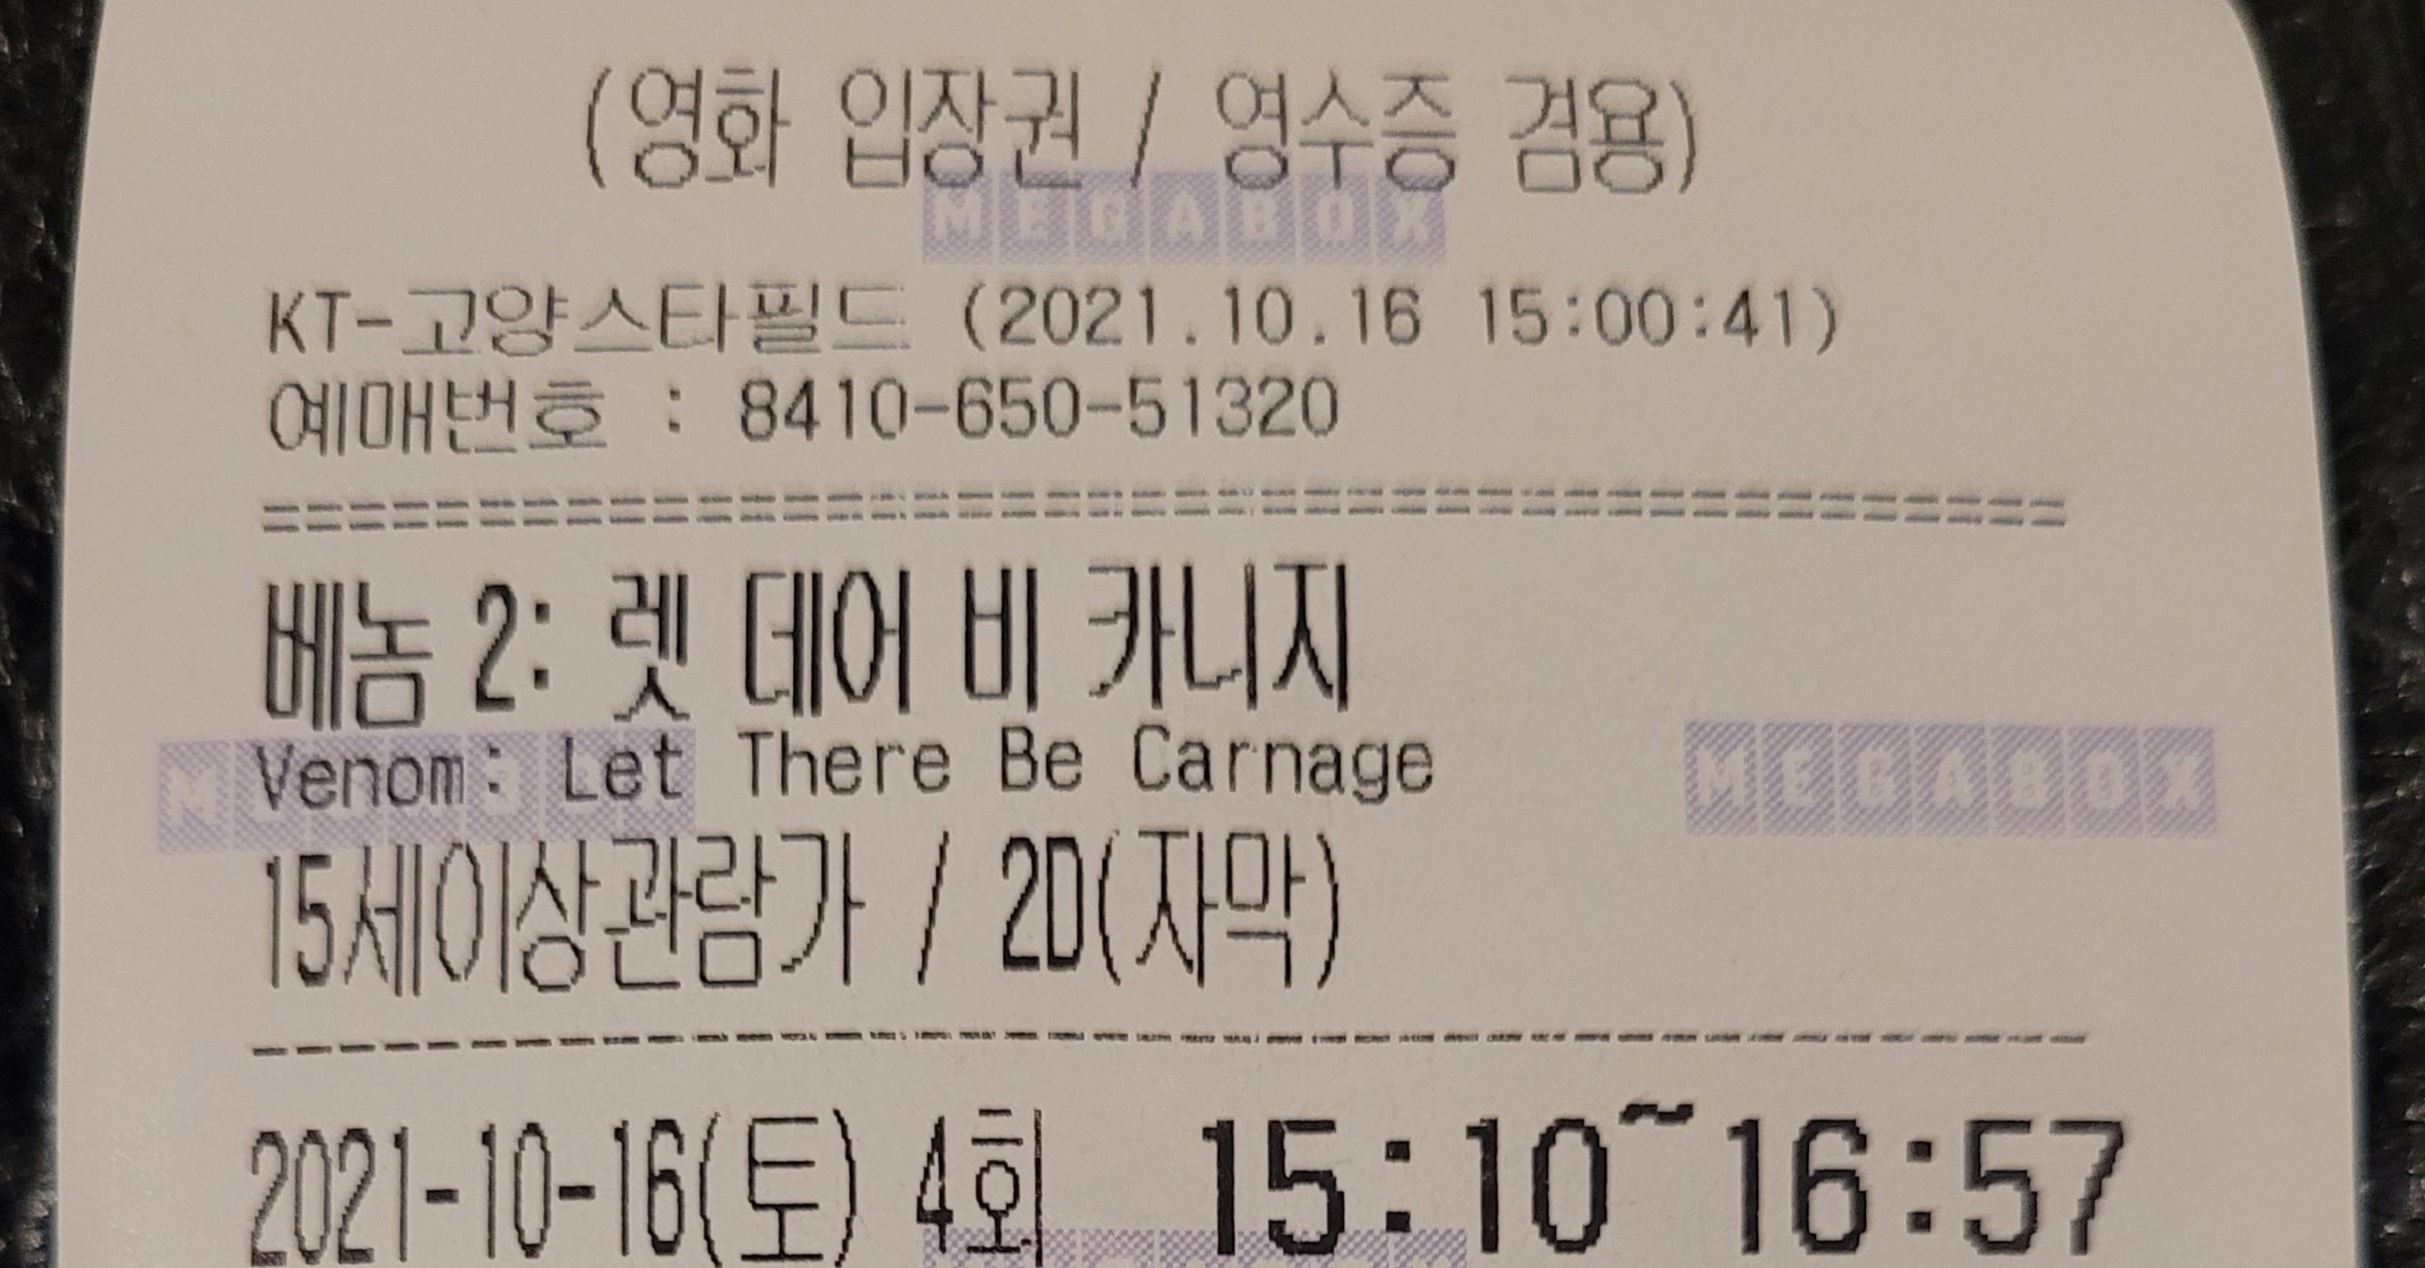 (영화 입장권 / 영수증 겸용)
MEGABOX
KT-고양스타필드 (2021.10.16 15:00:41)
예매번호 : 8410-650-51320
베놈 2: 렛 데어 비 카니지
Venom: Let There Be Carnage
MEGABOX
15세이상관람가 / 2D(자막)
2021-10-16(토) 4회 15:10~16:57